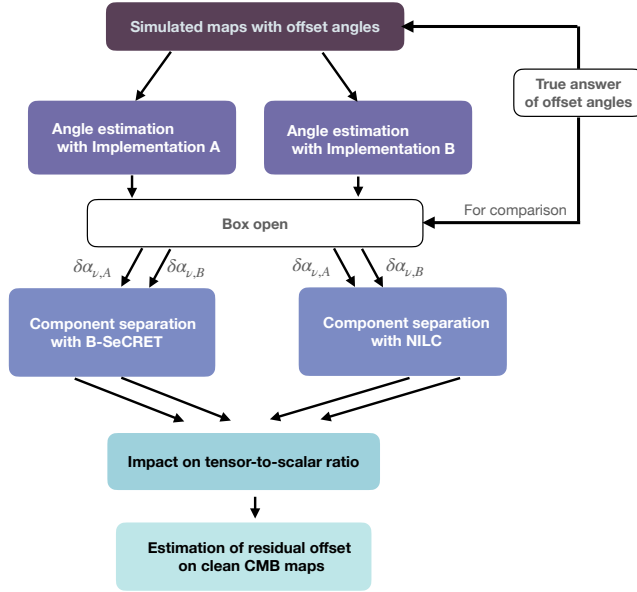 Simulated maps with offset angles
True answer
of offset angles
Angle estimation
with Implementation A
Angle estimation
with Implementation B
For comparison
Box open
δα_{ν,A}
δα_{ν,B}
δα_{ν,A}
δα_{ν,B}
Component separation
with B-SeCRET
Component separation
with NILC
Impact on tensor-to-scalar ratio
Estimation of residual offset
on clean CMB maps